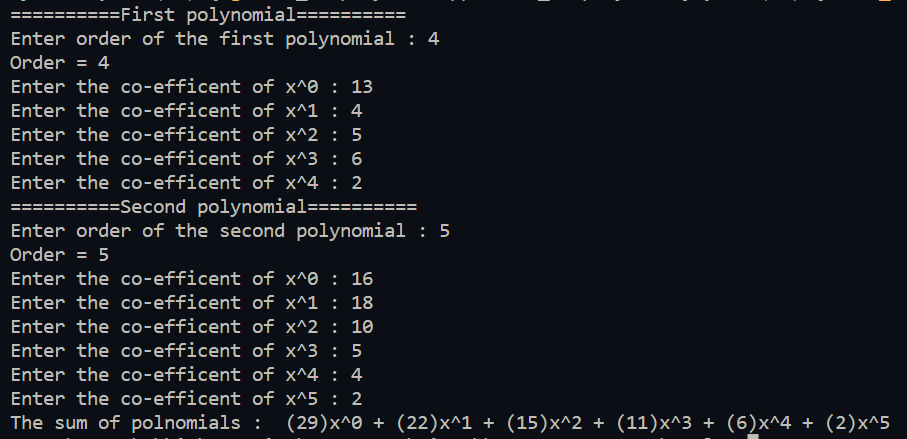 ==========First polynomial==========
Enter order of the first polynomial : 4
Order = 4
Enter the co-efficent of x^0 : 13
Enter the co-efficent of x^1 : 4
Enter the co-efficent of x^2 : 5
Enter the co-efficent of x^3 : 6
Enter the co-efficent of x^4 : 2
==========Second polynomial==========
Enter order of the second polynomial : 5
Order = 5
Enter the co-efficent of x^0 : 16
Enter the co-efficent of x^1 : 18
Enter the co-efficent of x^2 : 10
Enter the co-efficent of x^3 : 5
Enter the co-efficent of x^4 : 4
Enter the co-efficent of x^5 : 2
The sum of polnomials :  (29)x^0 + (22)x^1 + (15)x^2 + (11)x^3 + (6)x^4 + (2)x^5